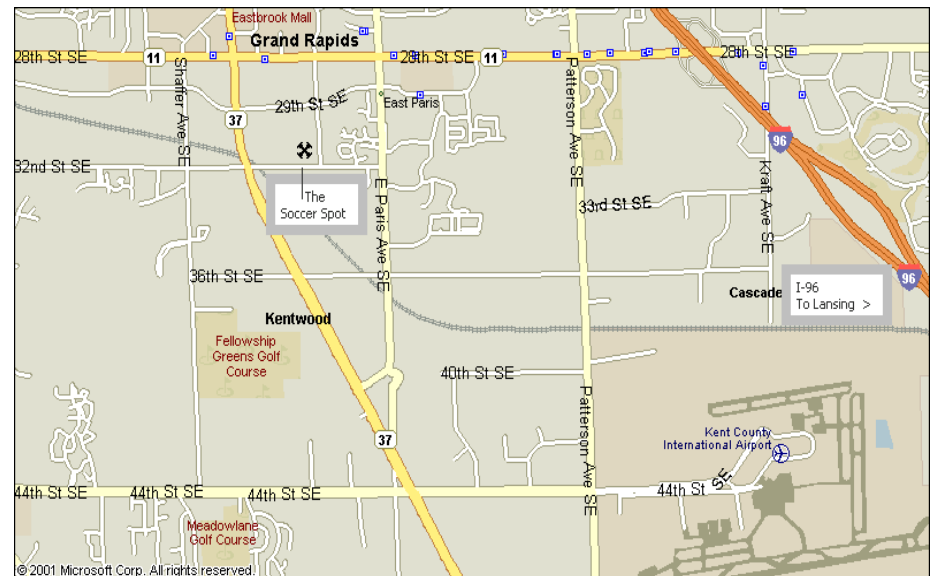 Eastbrook Mall
Grand Rapids
28th St SE
11
28th St SE
11
28th St SE
Shaffer Ave SE
29th St SE
East Paris
Patterson Ave SE
37
96
32nd St SE
The
Soccer Spot
E Paris Ave SE
33rd St SE
Kraft Ave SE
36th St SE
96
I-96
To Lansing >
Cascade
Kentwood
Fellowship
Greens Golf
Course
40th St SE
Patterson Ave SE
37
Kent County
International Airport
44th St SE
44th St SE
44th St SE
44th St SE
Meadowlane
Golf Course
© 2001 Microsoft Corp. All rights reserved.